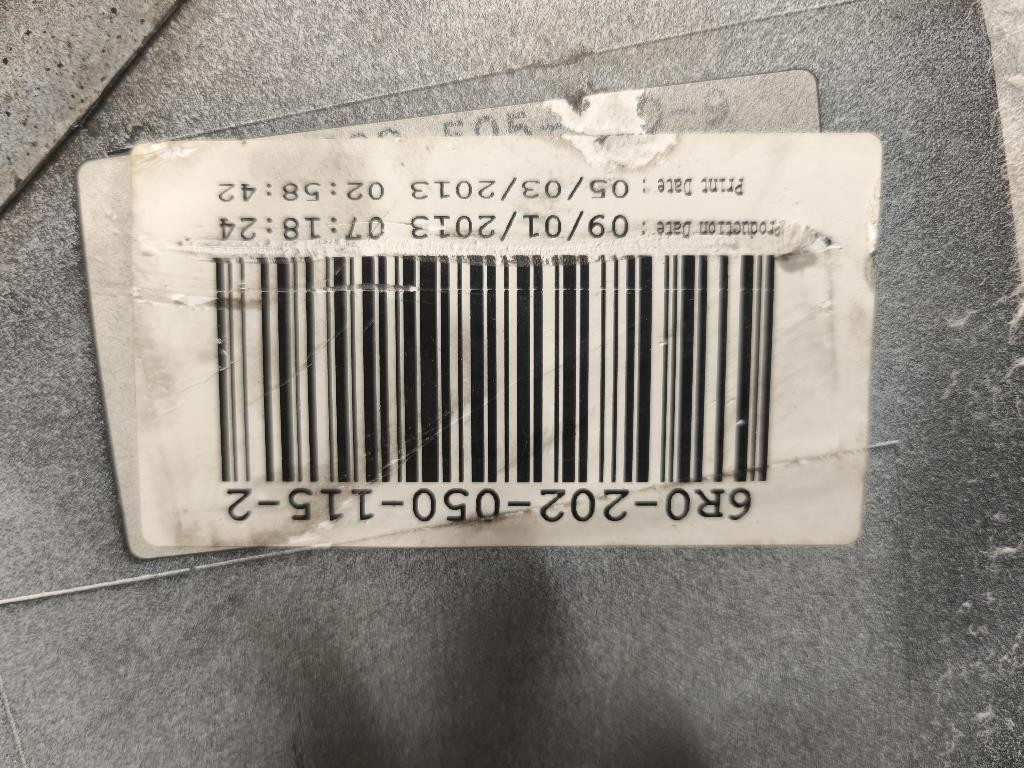 6R0-202-050-115-2
Production Date : 09/01/2013 07:18:24
Print Date : 05/03/2013 02:58:42